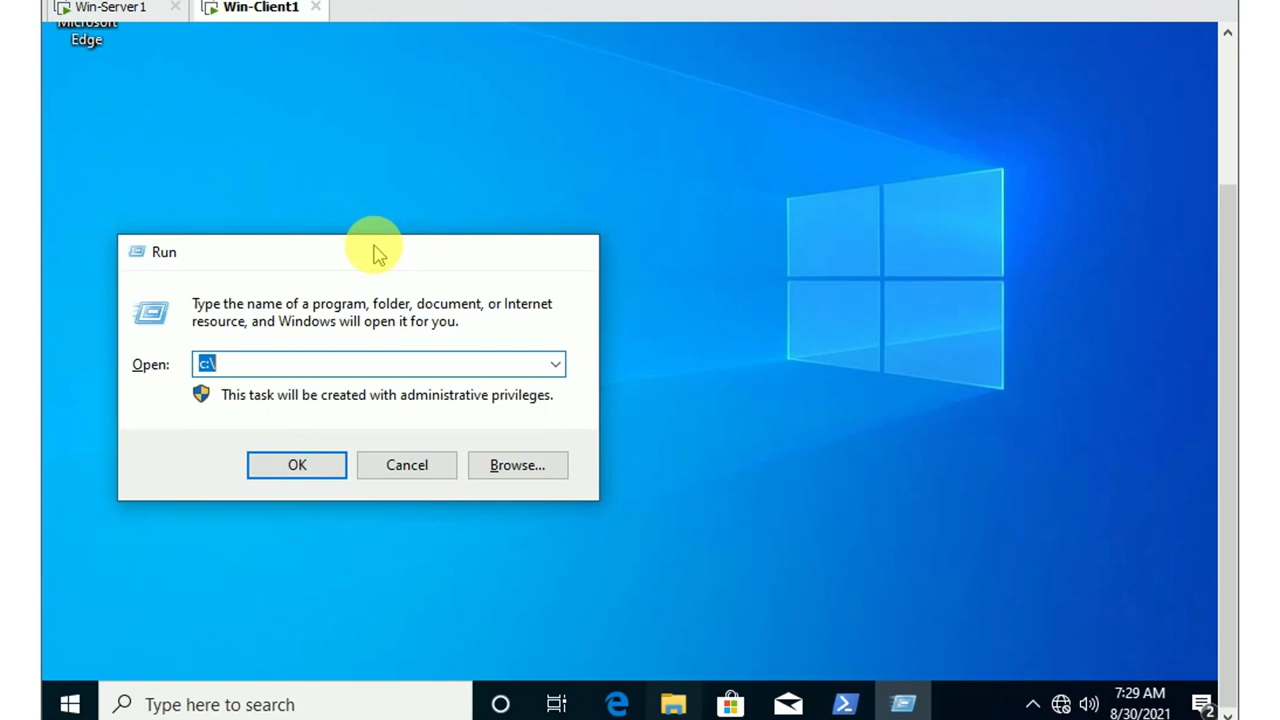 Win-Server1
Win-Client1
Microsoft
Edge
Run
Type the name of a program, folder, document, or Internet
resource, and Windows will open it for you.
Open: c:\
This task will be created with administrative privileges.
OK Cancel Browse...
Type here to search
7:29 AM
8/30/2021
2